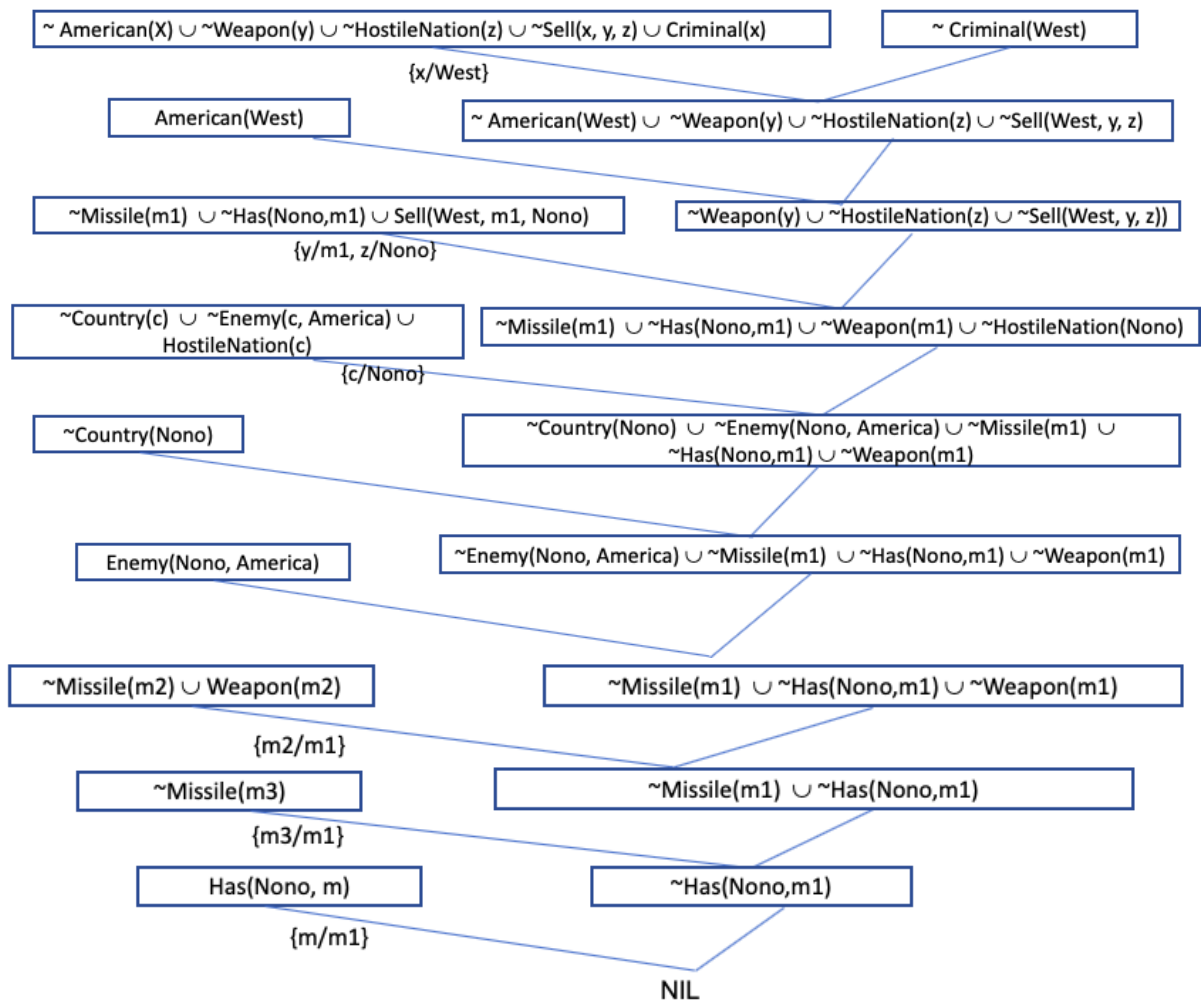 ~ American(X) ∪ ~Weapon(y) ∪ ~HostileNation(z) ∪ ~Sell(x, y, z) ∪ Criminal(x)
~ Criminal(West)
{x/West}
American(West)
~ American(West) ∪ ~Weapon(y) ∪ ~HostileNation(z) ∪ ~Sell(West, y, z)
~Missile(m1) ∪ ~Has(Nono,m1) ∪ Sell(West, m1, Nono)
~Weapon(y) ∪ ~HostileNation(z) ∪ ~Sell(West, y, z))
{y/m1, z/Nono}
~Country(c) ∪ ~Enemy(c, America) ∪
HostileNation(c)
~Missile(m1) ∪ ~Has(Nono,m1) ∪ ~Weapon(m1) ∪ ~HostileNation(Nono)
{c/Nono}
~Country(Nono)
~Country(Nono) ∪ ~Enemy(Nono, America) ∪ ~Missile(m1) ∪
~Has(Nono,m1) ∪ ~Weapon(m1)
Enemy(Nono, America)
~Enemy(Nono, America) ∪ ~Missile(m1) ∪ ~Has(Nono,m1) ∪ ~Weapon(m1)
~Missile(m2) ∪ Weapon(m2)
~Missile(m1) ∪ ~Has(Nono,m1) ∪ ~Weapon(m1)
{m2/m1}
~Missile(m3)
~Missile(m1) ∪ ~Has(Nono,m1)
{m3/m1}
Has(Nono, m)
~Has(Nono,m1)
{m/m1}
NIL